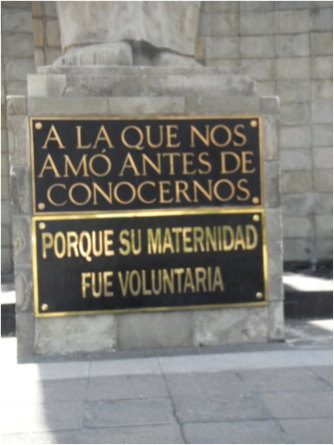 A LA QUE NOS
AMÓ ANTES DE
CONOCERNOS
PORQUE SU MATERNIDAD
FUE VOLUNTARIA